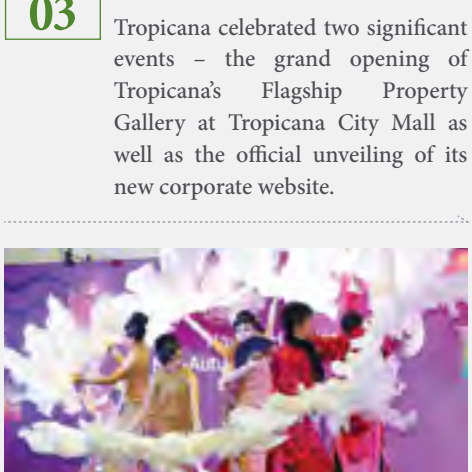 03
Tropicana celebrated two significant
events – the grand opening of
Tropicana’s Flagship Property
Gallery at Tropicana City Mall as
well as the official unveiling of its
new corporate website.
-Autu